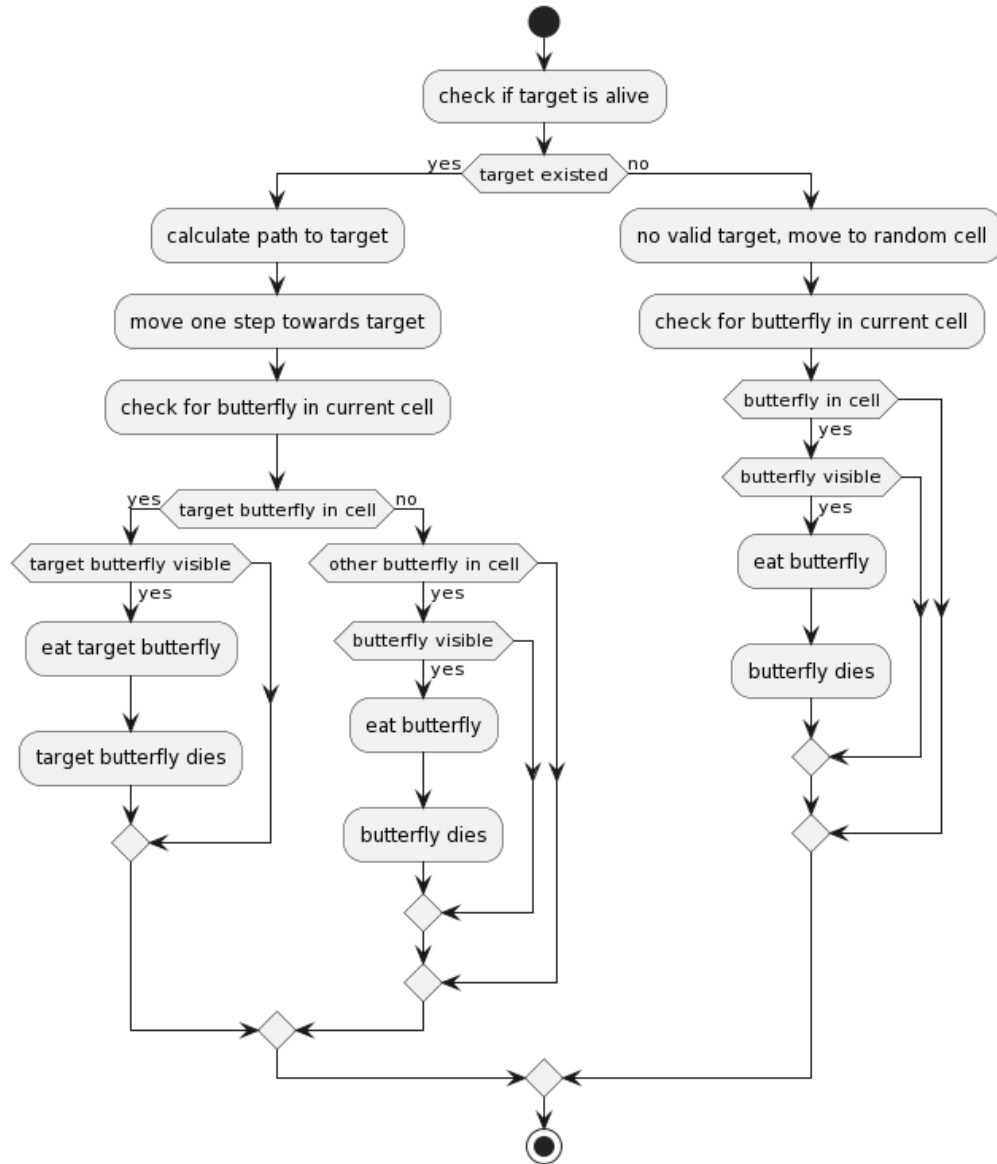 check if target is alive
yes
target existed
no
calculate path to target
no valid target, move to random cell
move one step towards target
check for butterfly in current cell
check for butterfly in current cell
butterfly in cell
yes
butterfly visible
yes
eat butterfly
butterfly dies
yes
target butterfly in cell
no
target butterfly visible
yes
eat target butterfly
target butterfly dies
other butterfly in cell
yes
butterfly visible
yes
eat butterfly
butterfly dies